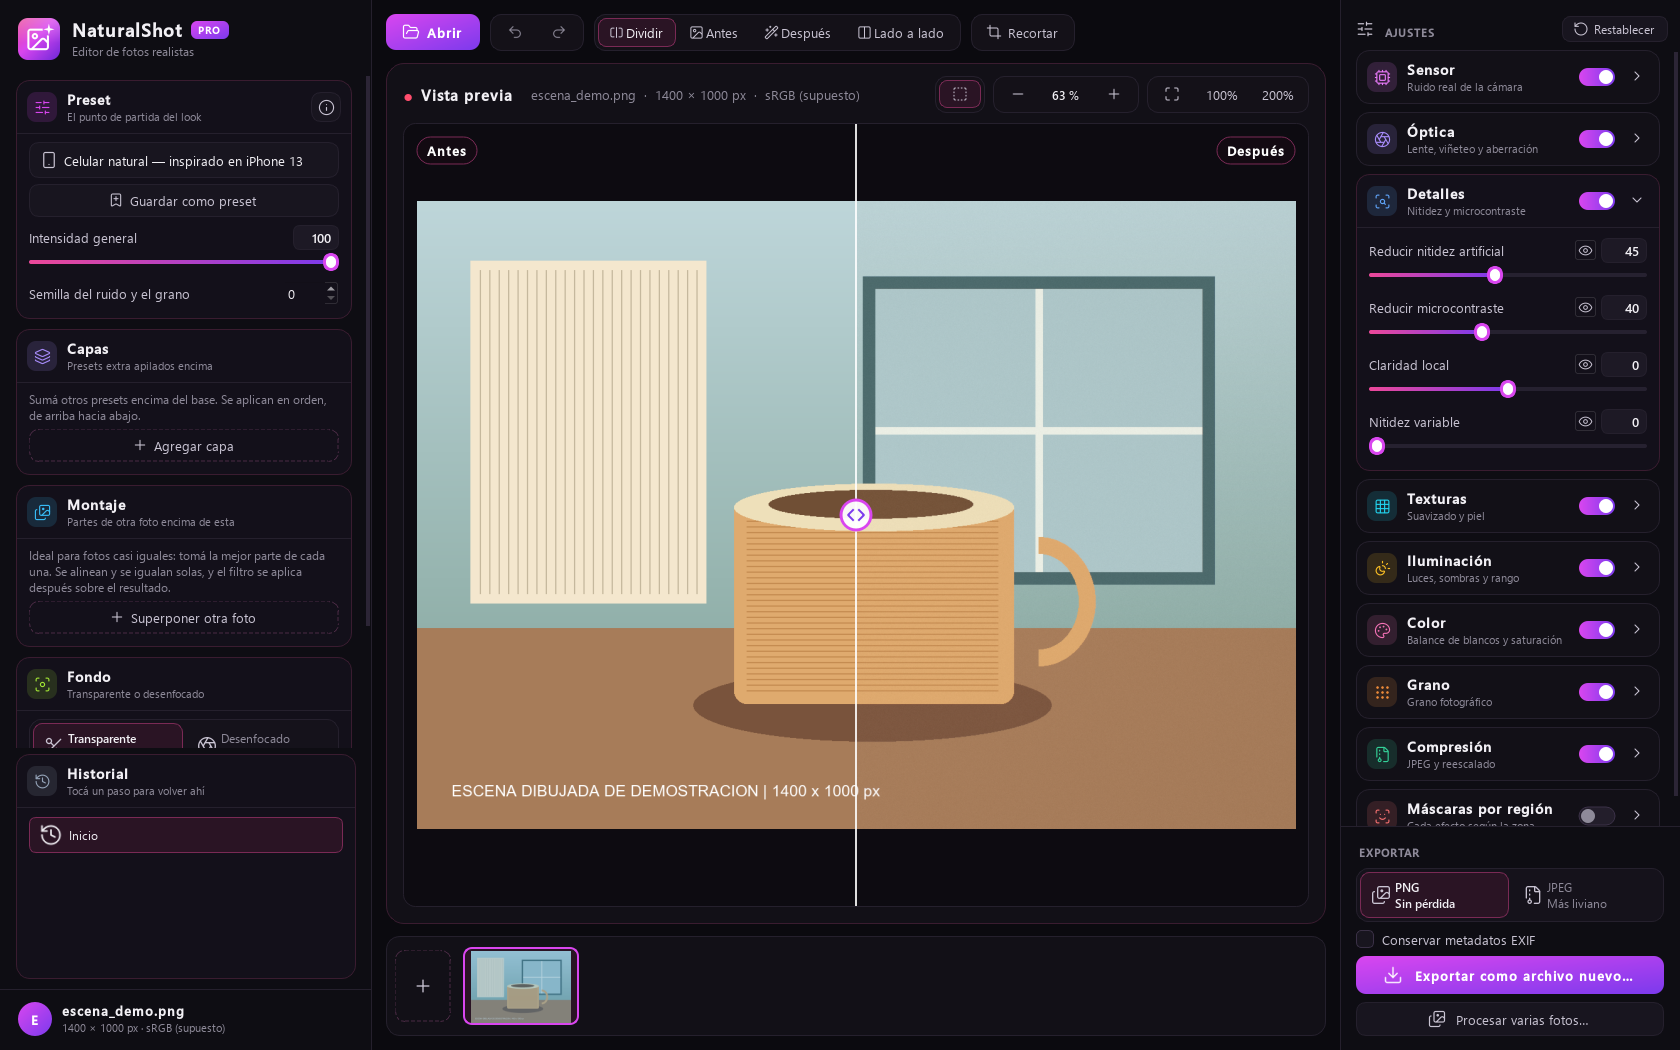 NaturalShot PRO
Editor de fotos realistas
Preset
El punto de partida del look
Celular natural — inspirado en iPhone 13
Guardar como preset
Intensidad general 100
Semilla del ruido y el grano 0
Capas
Presets extra apilados encima
Sumá otros presets encima del base. Se aplican en orden,
de arriba hacia abajo.
Agregar capa
Montaje
Partes de otra foto encima de esta
Ideal para fotos casi iguales: tomá la mejor parte de cada
una. Se alinean y se igualan solas, y el filtro se aplica
después sobre el resultado.
Superponer otra foto
Fondo
Transparente o desenfocado
Transparente Desenfocado
Historial
Tocá un paso para volver ahí
Inicio
E
escena_demo.png
1400 × 1000 px · sRGB (supuesto)
Abrir
Dividir Antes Después Lado a lado
Recortar
Vista previa escena_demo.png · 1400 × 1000 px · sRGB (supuesto)
63 %
100% 200%
Antes Después
ESCENA DIBUJADA DE DEMOSTRACION | 1400 x 1000 px
AJUSTES
Restablecer
Sensor
Ruido real de la cámara
Óptica
Lente, viñeteo y aberración
Detalles
Nitidez y microcontraste
Reducir nitidez artificial 45
Reducir microcontraste 40
Claridad local 0
Nitidez variable 0
Texturas
Suavizado y piel
Iluminación
Luces, sombras y rango
Color
Balance de blancos y saturación
Grano
Grano fotográfico
Compresión
JPEG y reescalado
Máscaras por región
Cada efecto según la zona
EXPORTAR
PNG
Sin pérdida
JPEG
Más liviano
Conservar metadatos EXIF
Exportar como archivo nuevo...
Procesar varias fotos...